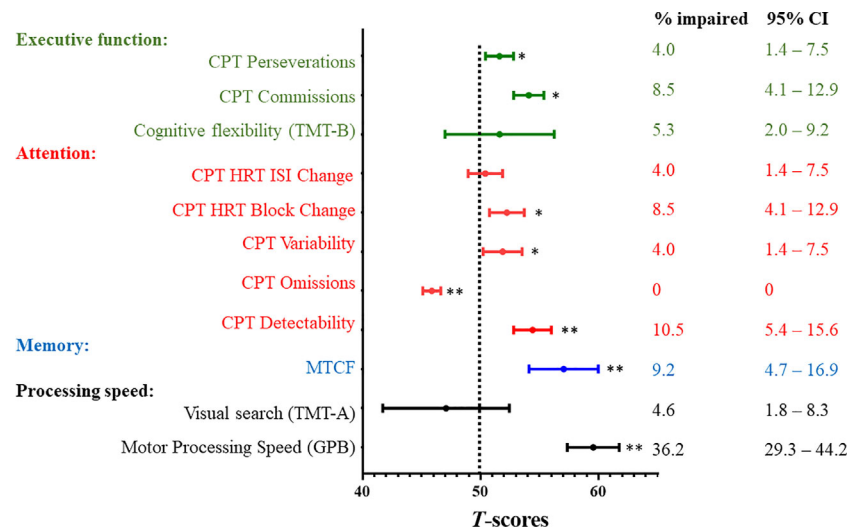 % impaired 95% CI
Executive function:
CPT Perseverations * 4.0 1.4 – 7.5
CPT Commissions * 8.5 4.1 – 12.9
Cognitive flexibility (TMT-B) 5.3 2.0 – 9.2
Attention:
CPT HRT ISI Change 4.0 1.4 – 7.5
CPT HRT Block Change * 8.5 4.1 – 12.9
CPT Variability * 4.0 1.4 – 7.5
CPT Omissions ** 0 0
CPT Detectability ** 10.5 5.4 – 15.6
Memory:
MTCF ** 9.2 4.7 – 16.9
Processing speed:
Visual search (TMT-A) 4.6 1.8 – 8.3
Motor Processing Speed (GPB) ** 36.2 29.3 – 44.2
40 50 60
T-scores